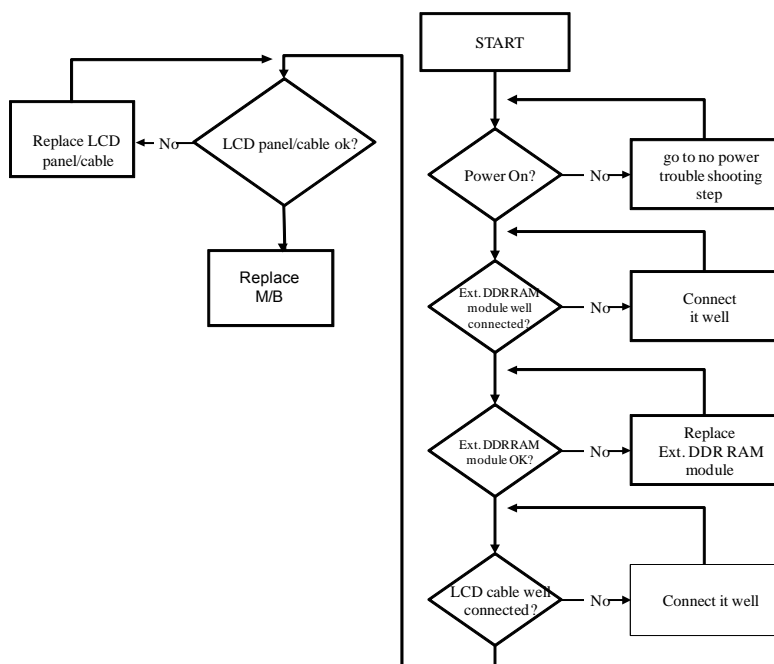 START
Power On?
No
go to no power
trouble shooting
step
Ext. DDRRAM
module well
connected?
No
Connect
it well
Ext. DDRRAM
module OK?
No
Replace
Ext. DDR RAM
module
LCD cable well
connected?
No
Connect it well
LCD panel/cable ok?
No
Replace LCD
panel/cable
Replace
M/B